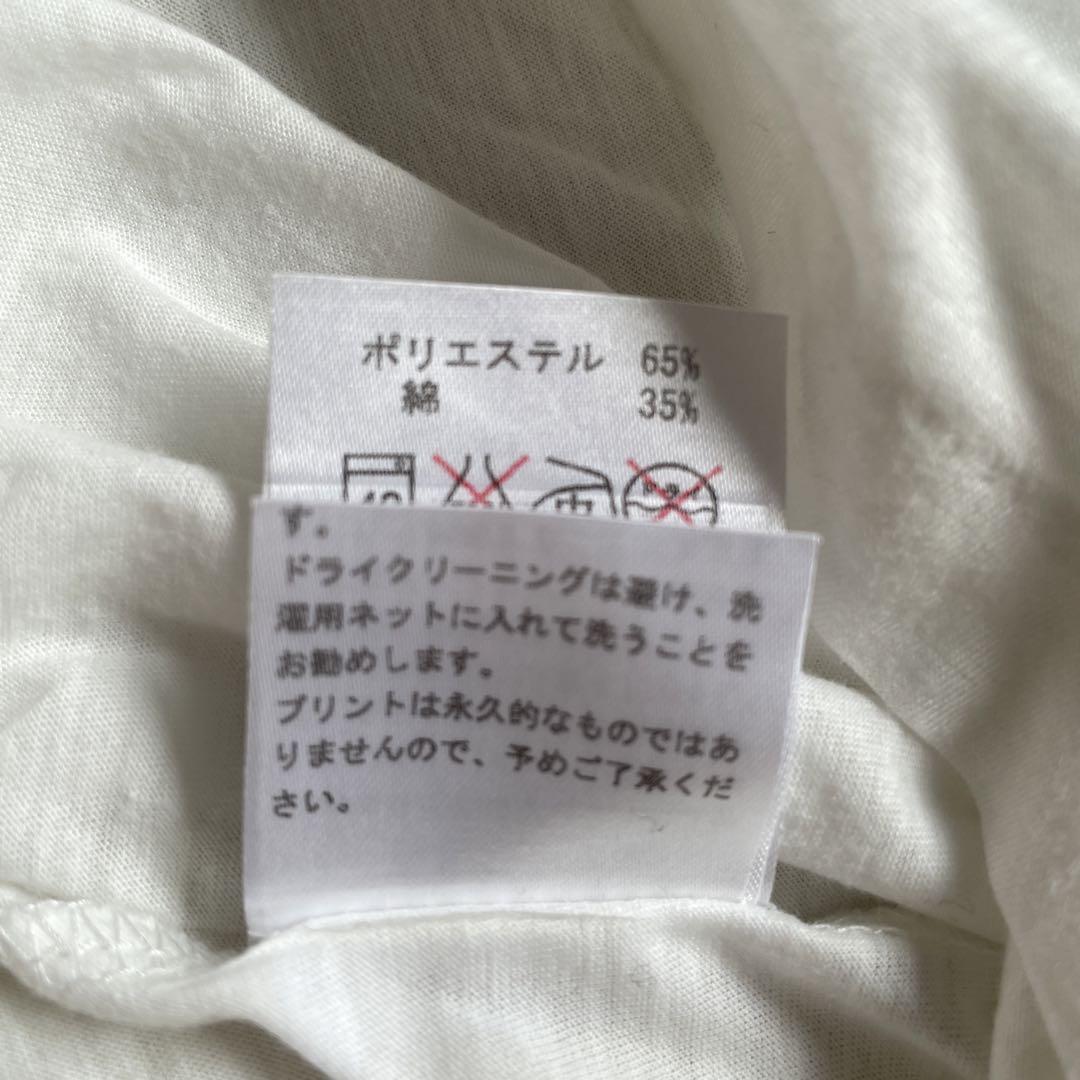 ポリエステル 65%
綿 35%
40
中
す。
ドライクリーニングは避け、洗
濯用ネットに入れて洗うことを
お勧めします。
プリントは永久的なものではあ
りませんので、予めご了承くだ
さい。